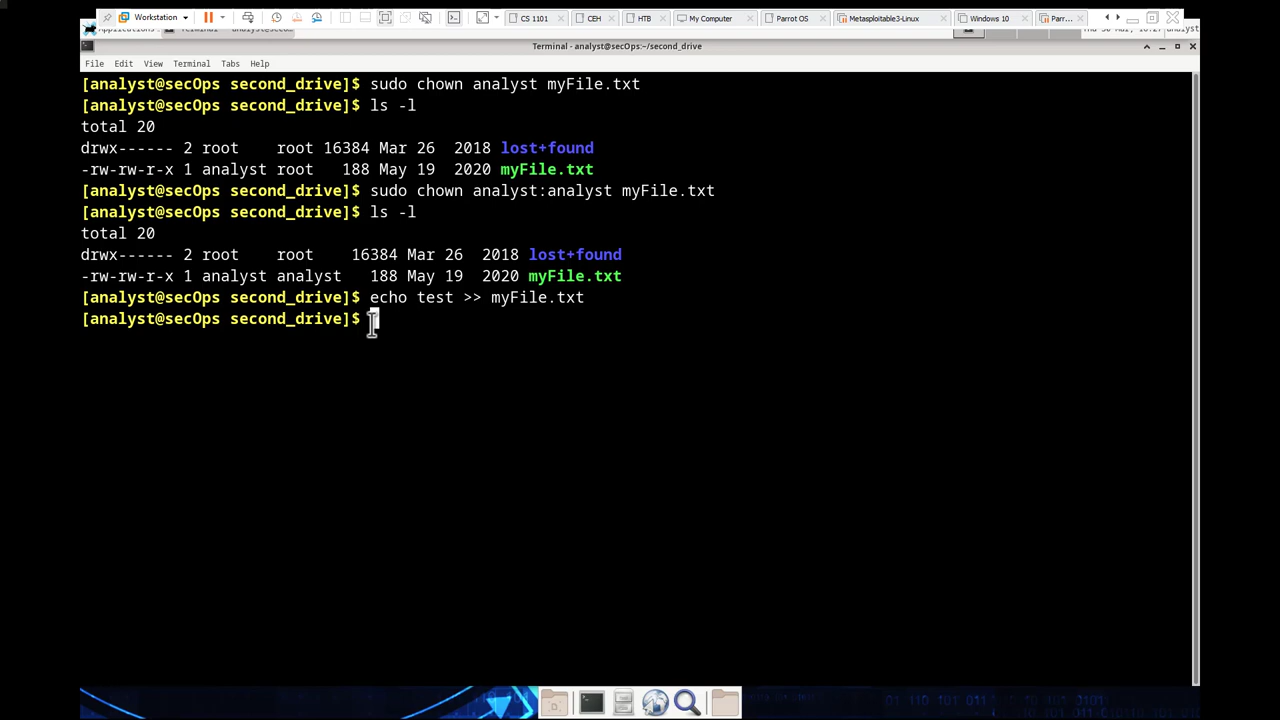 Workstation
CS 1101
CEH
HTB
My Computer
Parrot OS
Metasploitable3-Linux
Windows 10
Parr...
Terminal - analyst@secOps:~/second_drive
File Edit View Terminal Tabs Help
[analyst@secOps second_drive]$ sudo chown analyst myFile.txt
[analyst@secOps second_drive]$ ls -l
total 20
drwx------ 2 root    root 16384 Mar 26  2018 lost+found
-rw-rw-r-x 1 analyst root   188 May 19  2020 myFile.txt
[analyst@secOps second_drive]$ sudo chown analyst:analyst myFile.txt
[analyst@secOps second_drive]$ ls -l
total 20
drwx------ 2 root    root    16384 Mar 26  2018 lost+found
-rw-rw-r-x 1 analyst analyst   188 May 19  2020 myFile.txt
[analyst@secOps second_drive]$ echo test >> myFile.txt
[analyst@secOps second_drive]$